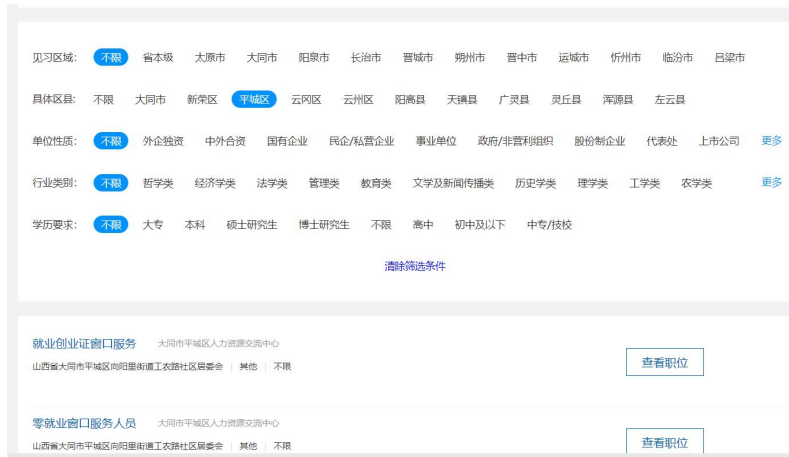 见习区域: 不限 省本级 太原市 大同市 阳泉市 长治市 晋城市 朔州市 晋中市 运城市 忻州市 临汾市 吕梁市
具体区县: 不限 大同市 新荣区 平城区 云冈区 云州区 阳高县 天镇县 广灵县 灵丘县 浑源县 左云县
单位性质: 不限 外企独资 中外合资 国有企业 民企/私营企业 事业单位 政府/非营利组织 股份制企业 代表处 上市公司 更多
行业类别: 不限 哲学类 经济学类 法学类 管理类 教育类 文学及新闻传播类 历史学类 理学类 工学类 农学类 更多
学历要求: 不限 大专 本科 硕士研究生 博士研究生 不限 高中 初中及以下 中专/技校
清除筛选条件
就业创业证窗口服务 大同市平城区人力资源交流中心
山西省大同市平城区向阳里街道工农路社区居委会 | 其他 | 不限
查看职位
零就业窗口服务人员 大同市平城区人力资源交流中心
山西省大同市平城区向阳里街道工农路社区居委会 | 其他 | 不限
查看职位